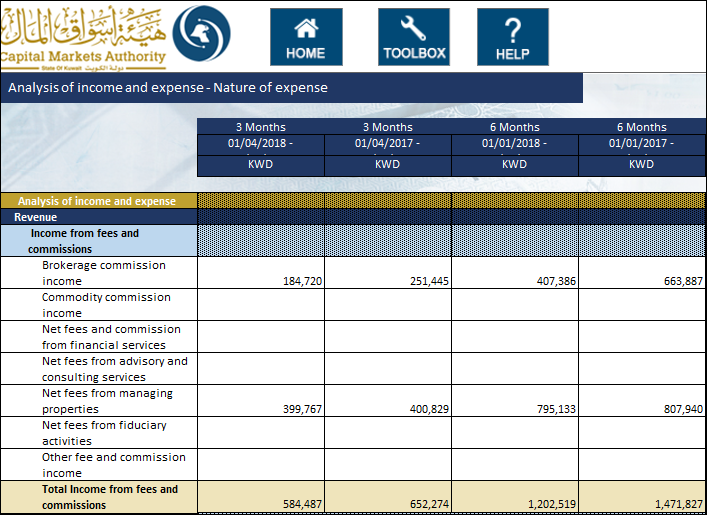 هيئة أسواق المال
Capital Markets Authority
State Of Kuwait دولة الكويت
HOME
TOOLBOX
?
HELP
Analysis of income and expense - Nature of expense
3 Months 3 Months 6 Months 6 Months
01/04/2018 - 01/04/2017 - 01/01/2018 - 01/01/2017 -
KWD KWD KWD KWD
Analysis of income and expense
Revenue
Income from fees and
commissions
Brokerage commission
income 184,720 251,445 407,386 663,887
Commodity commission
income
Net fees and commission
from financial services
Net fees from advisory and
consulting services
Net fees from managing
properties 399,767 400,829 795,133 807,940
Net fees from fiduciary
activities
Other fee and commission
income
Total Income from fees and
commissions 584,487 652,274 1,202,519 1,471,827